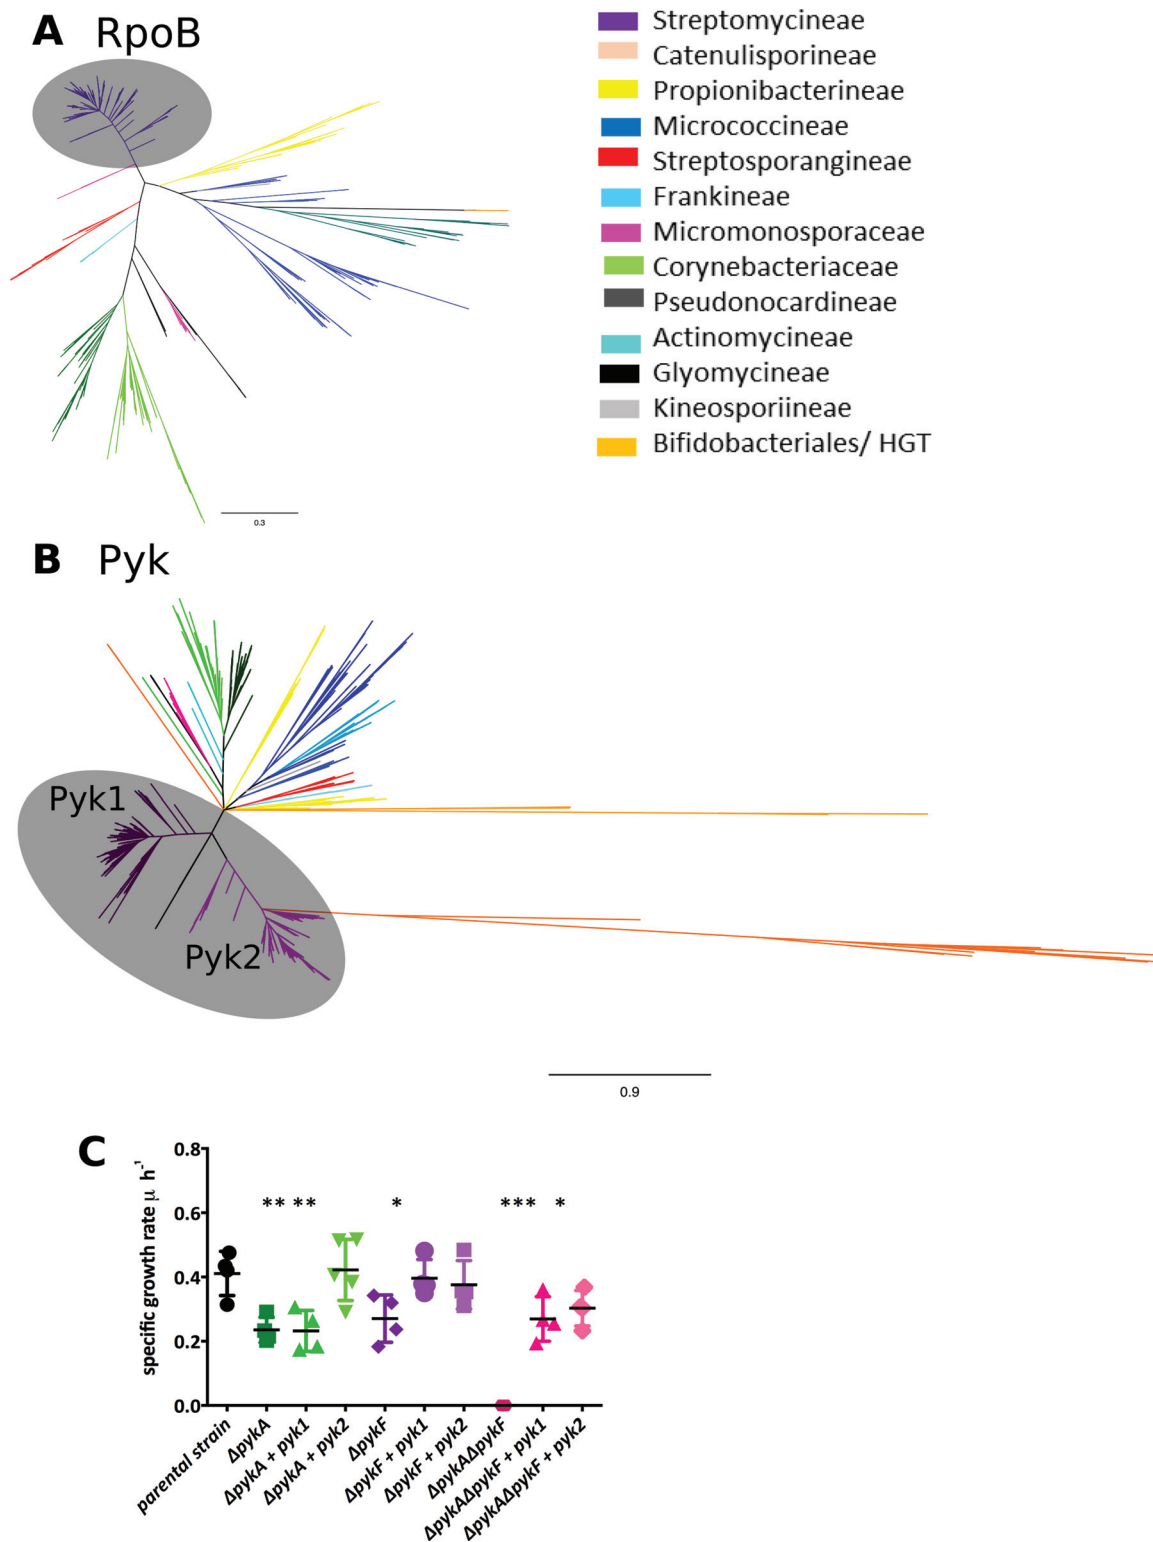 A RpoB
Streptomycineae
Catenulisporineae
Propionibacterineae
Micrococcineae
Streptosporangineae
Frankineae
Micromonosporaceae
Corynebacteriaceae
Pseudonocardineae
Actinomycineae
Glyomycineae
Kineosporiineae
Bifidobacteriales/ HGT
0.3
B Pyk
Pyk1
Pyk2
0.9
C
specific growth rate μ h⁻¹
0.8
0.6
0.4
0.2
0.0
** ** * *** *
parental strain
ΔpykA
ΔpykA + pyk1
ΔpykA + pyk2
ΔpykF
ΔpykF + pyk1
ΔpykF + pyk2
ΔpykAΔpykF
ΔpykAΔpykF + pyk1
ΔpykAΔpykF + pyk2